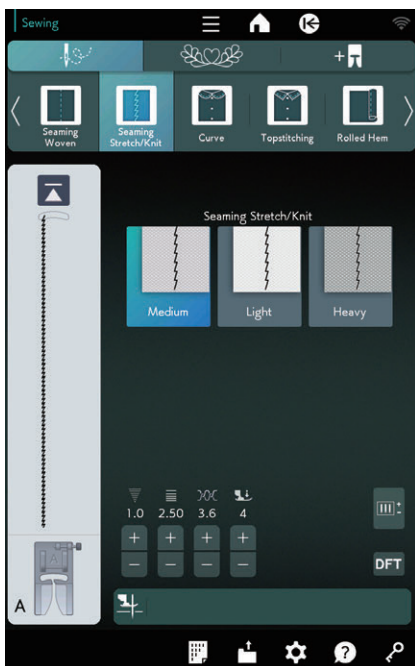 Sewing
Seaming
Woven
Seaming
Stretch/Knit
Curve
Topstitching
Rolled Hem
Seaming Stretch/Knit
Medium
Light
Heavy
1.0 2.50 3.6 4
+ + + +
− − − −
DFT
A
A
?